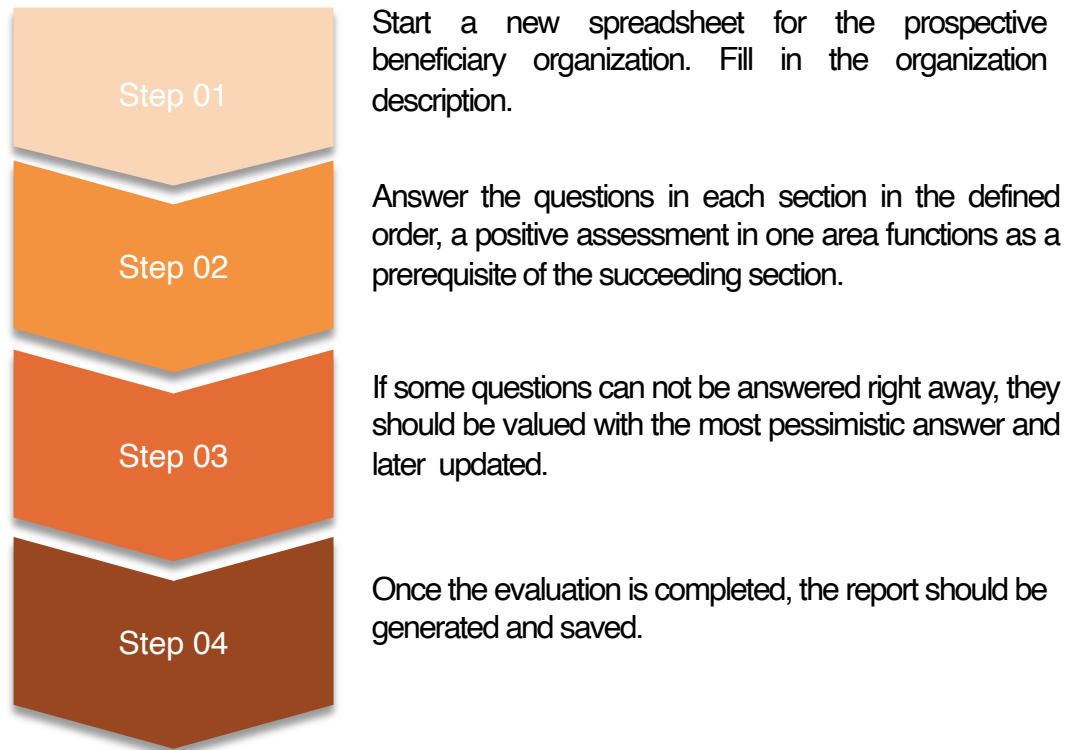 Step 01
Start a new spreadsheet for the prospective
beneficiary organization. Fill in the organization
description.
Step 02
Answer the questions in each section in the defined
order, a positive assessment in one area functions as a
prerequisite of the succeeding section.
Step 03
If some questions can not be answered right away, they
should be valued with the most pessimistic answer and
later updated.
Step 04
Once the evaluation is completed, the report should be
generated and saved.